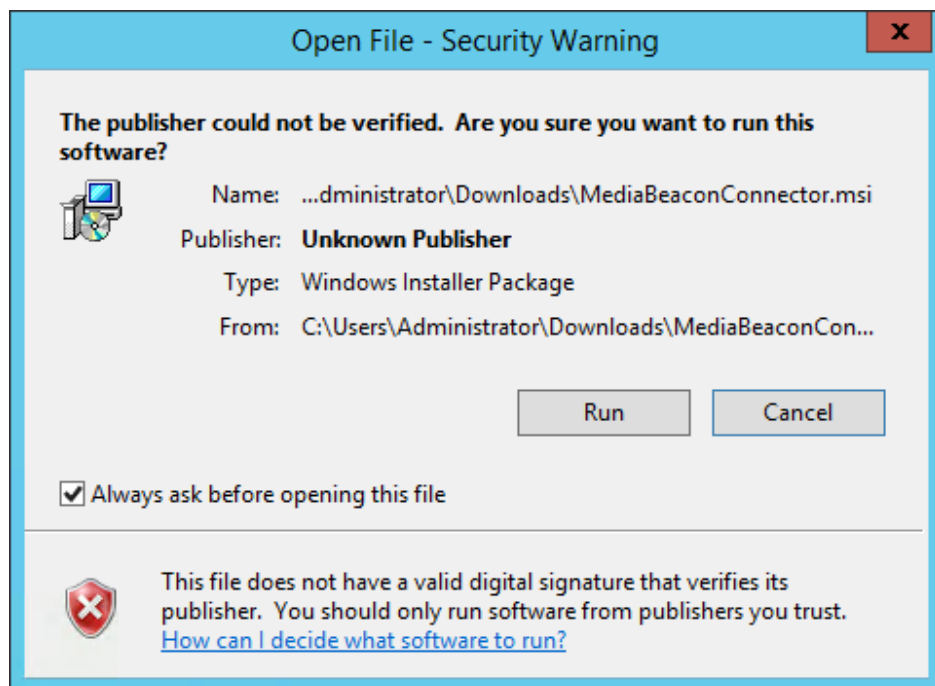 Open File - Security Warning
x
The publisher could not be verified.  Are you sure you want to run this
software?
Name: ...dministrator\Downloads\MediaBeaconConnector.msi
Publisher: Unknown Publisher
Type: Windows Installer Package
From: C:\Users\Administrator\Downloads\MediaBeaconCon...
Run Cancel
Always ask before opening this file
This file does not have a valid digital signature that verifies its
publisher.  You should only run software from publishers you trust.
How can I decide what software to run?